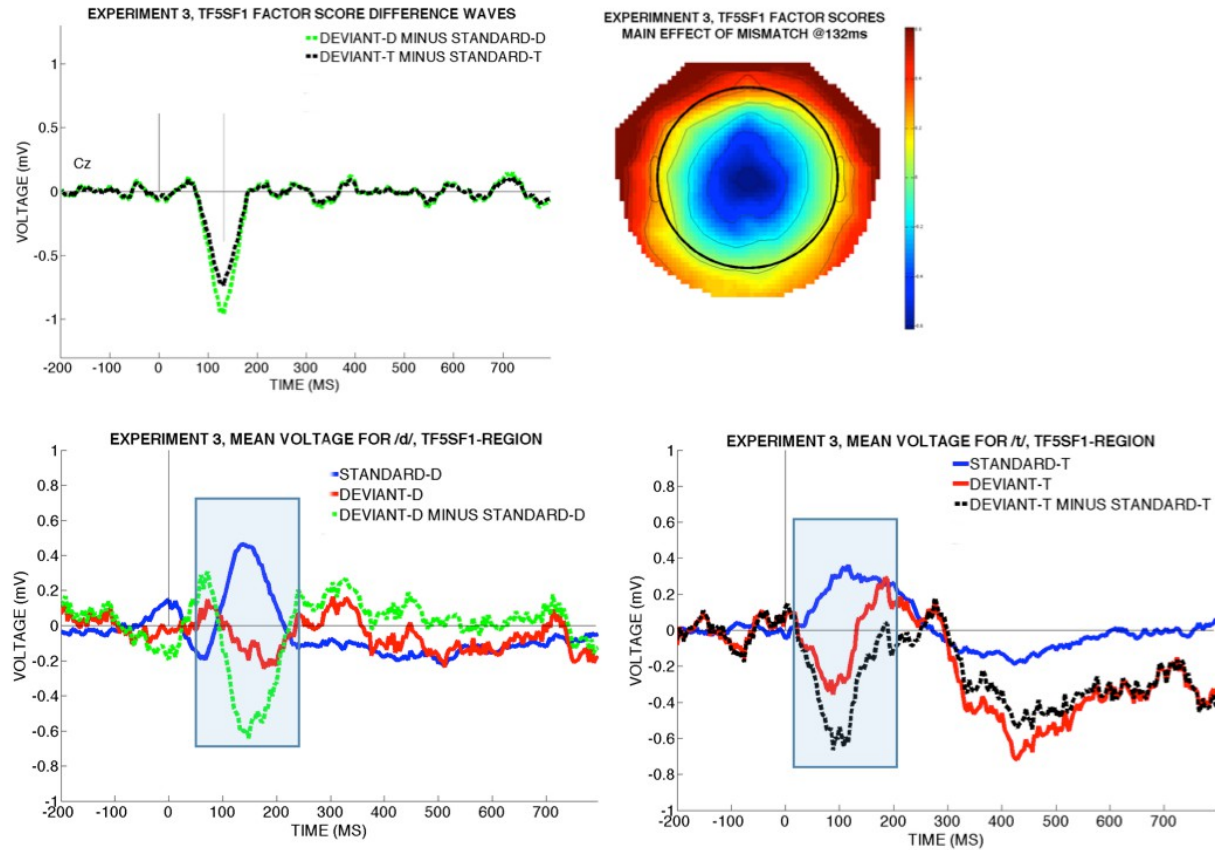 EXPERIMENT 3, TF5SF1 FACTOR SCORE DIFFERENCE WAVES
DEVIANT-D MINUS STANDARD-D
DEVIANT-T MINUS STANDARD-T
VOLTAGE (mV)
1
0.5
0
-0.5
-1
Cz
-200 -100 0 100 200 300 400 500 600 700
TIME (MS)
EXPERIMNENT 3, TF5SF1 FACTOR SCORES
MAIN EFFECT OF MISMATCH @132ms
EXPERIMENT 3, MEAN VOLTAGE FOR /d/, TF5SF1-REGION
STANDARD-D
DEVIANT-D
DEVIANT-D MINUS STANDARD-D
VOLTAGE (mV)
1
0.8
0.6
0.4
0.2
0
-0.2
-0.4
-0.6
-0.8
-1
-200 -100 0 100 200 300 400 500 600 700
TIME (MS)
EXPERIMENT 3, MEAN VOLTAGE FOR /t/, TF5SF1-REGION
STANDARD-T
DEVIANT-T
DEVIANT-T MINUS STANDARD-T
VOLTAGE (mV)
1
0.8
0.6
0.4
0.2
0
-0.2
-0.4
-0.6
-0.8
-1
-200 -100 0 100 200 300 400 500 600 700
TIME (MS)